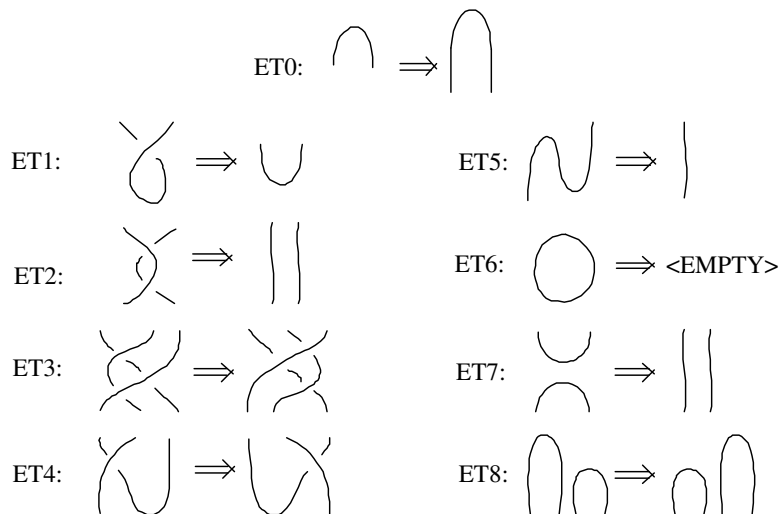 ET0:
ET1:
ET5:
ET2:
ET6:
<EMPTY>
ET3:
ET7:
ET4:
ET8: